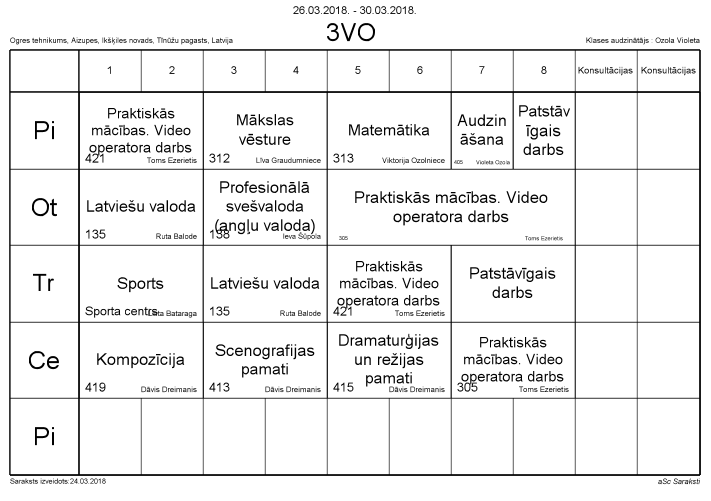 26.03.2018. - 30.03.2018.
3VO
Ogres tehnikums, Aizupes, Ikšķiles novads, Tīnūžu pagasts, Latvija
Klases audzinātājs : Ozola Violeta
1 2 3 4 5 6 7 8 Konsultācijas Konsultācijas
Pi
Praktiskās
mācības. Video
operatora darbs
421 Toms Ezerietis
Mākslas
vēsture
312 Līva Graudumniece
Matemātika
313 Viktorija Ozolniece
Audzin
āšana
405 Violeta Ozola
Patstāv
īgais
darbs
Ot
Latviešu valoda
135 Ruta Balode
Profesionālā
svešvaloda
(angļu valoda)
138 Ieva Šūpola
Praktiskās mācības. Video
operatora darbs
305 Toms Ezerietis
Tr
Sports
Sporta centrs Bataraga
Latviešu valoda
135 Ruta Balode
Praktiskās
mācības. Video
operatora darbs
421 Toms Ezerietis
Patstāvīgais
darbs
Ce
Kompozīcija
419 Dāvis Dreimanis
Scenografijas
pamati
413 Dāvis Dreimanis
Dramaturģijas
un režijas
pamati
415 Dāvis Dreimanis
Praktiskās
mācības. Video
operatora darbs
305 Toms Ezerietis
Pi
Saraksts izveidots:24.03.2018
aSc Saraksti